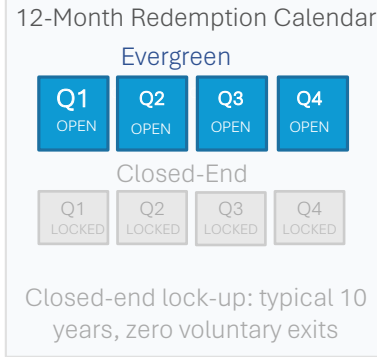 12-Month Redemption Calendar
Evergreen
Q1 Q2 Q3 Q4
OPEN OPEN OPEN OPEN
Closed-End
Q1 Q2 Q3 Q4
LOCKED LOCKED LOCKED LOCKED
Closed-end lock-up: typical 10
years, zero voluntary exits